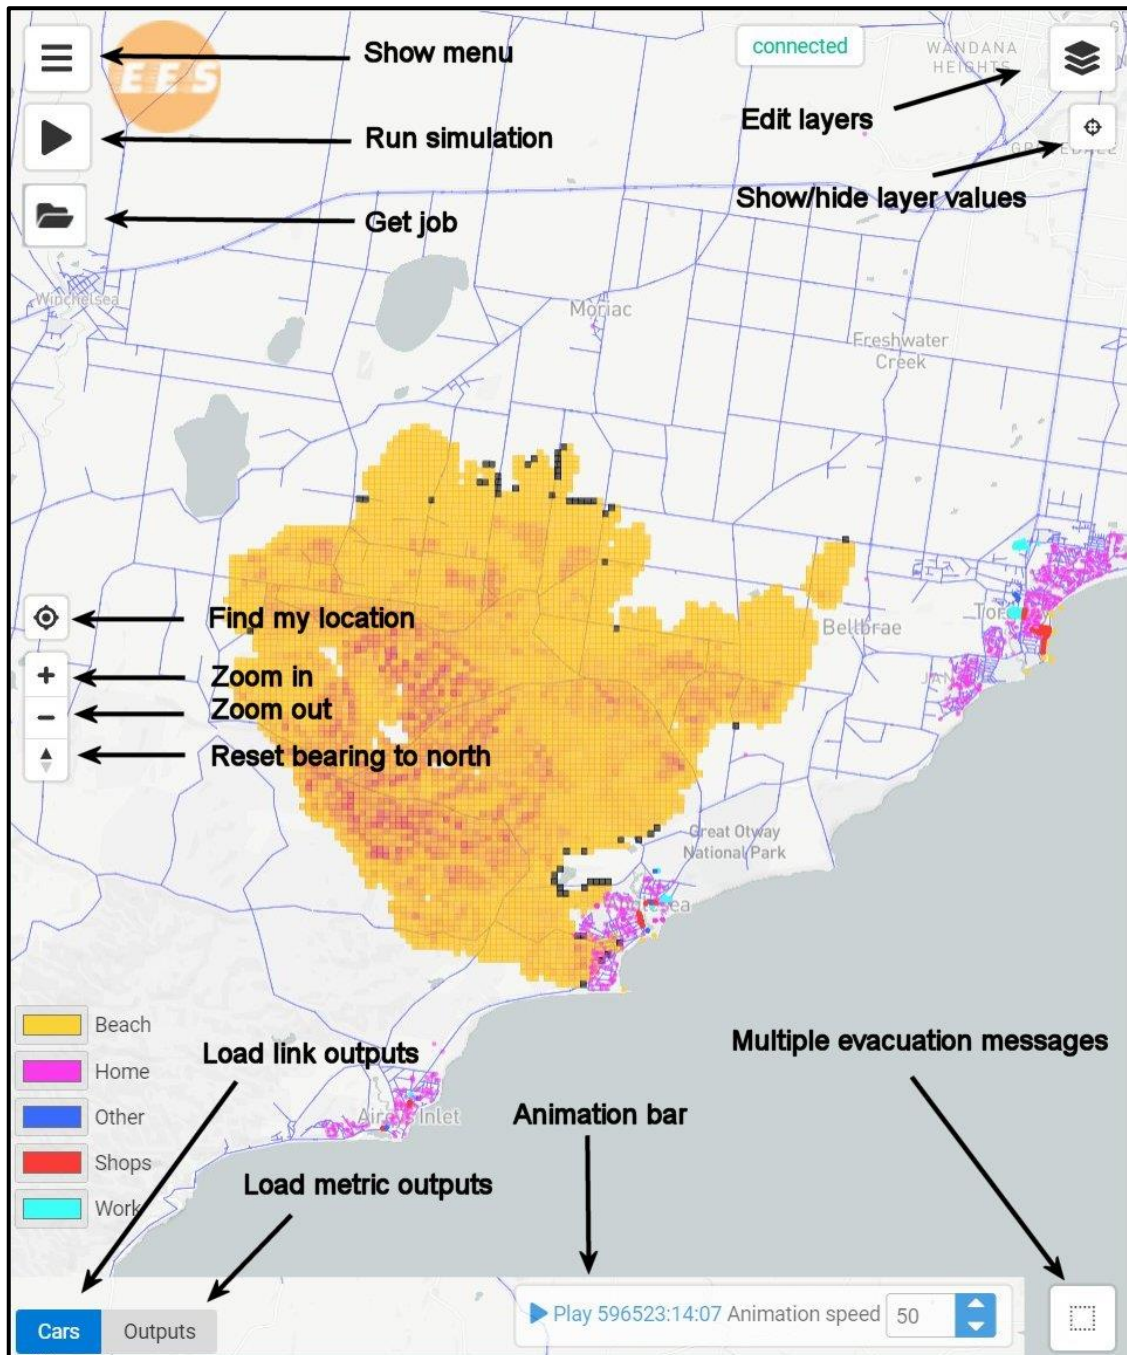 Show menu
EES
connected
WANDANA
HEIGHTS
Edit layers
Run simulation
Show/hide layer values
Get job
Winchelsea
Moriac
Freshwater
Creek
Bellbrae
Find my location
Zoom in
Zoom out
Reset bearing to north
Great Otway
National Park
Beach
Home
Other
Shops
Work
Load link outputs
Multiple evacuation messages
Animation bar
Load metric outputs
Cars
Outputs
Play 596523:14:07 Animation speed 50